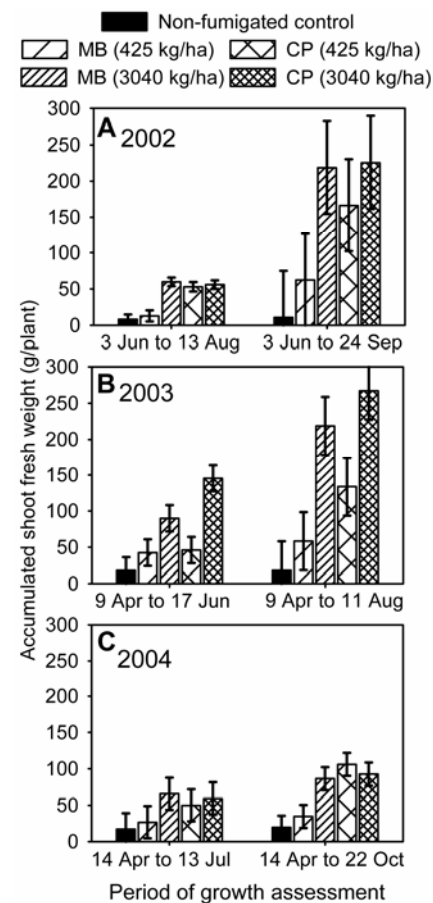 Non-fumigated control
MB (425 kg/ha) CP (425 kg/ha)
MB (3040 kg/ha) CP (3040 kg/ha)
Accumulated shoot fresh weight (g/plant)
A 2002
300
250
200
150
100
50
0
3 Jun to 13 Aug 3 Jun to 24 Sep
B 2003
300
250
200
150
100
50
0
9 Apr to 17 Jun 9 Apr to 11 Aug
C 2004
300
250
200
150
100
50
0
14 Apr to 13 Jul 14 Apr to 22 Oct
Period of growth assessment